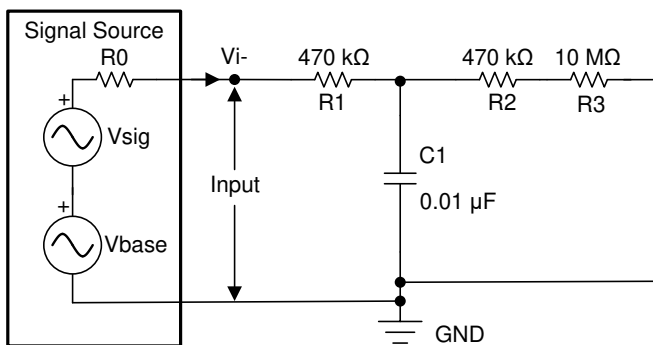 Signal Source
R0
Vi-
470 kΩ
470 kΩ
10 MΩ
R1
R2
R3
+
Vsig
C1
Input
0.01 µF
+
Vbase
GND